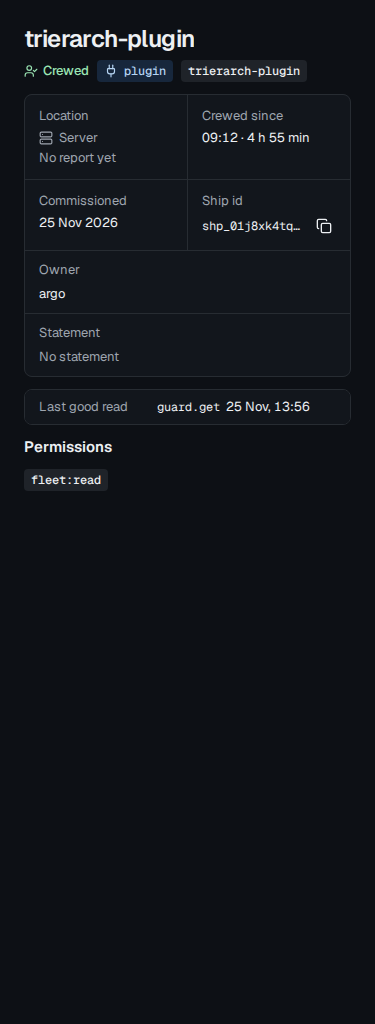 trierarch-plugin
Crewed plugin trierarch-plugin
Location
Server
No report yet
Crewed since
09:12 · 4 h 55 min
Commissioned
25 Nov 2026
Ship id
shp_01j8xk4tq…
Owner
argo
Statement
No statement
Last good read guard.get 25 Nov, 13:56
Permissions
fleet:read